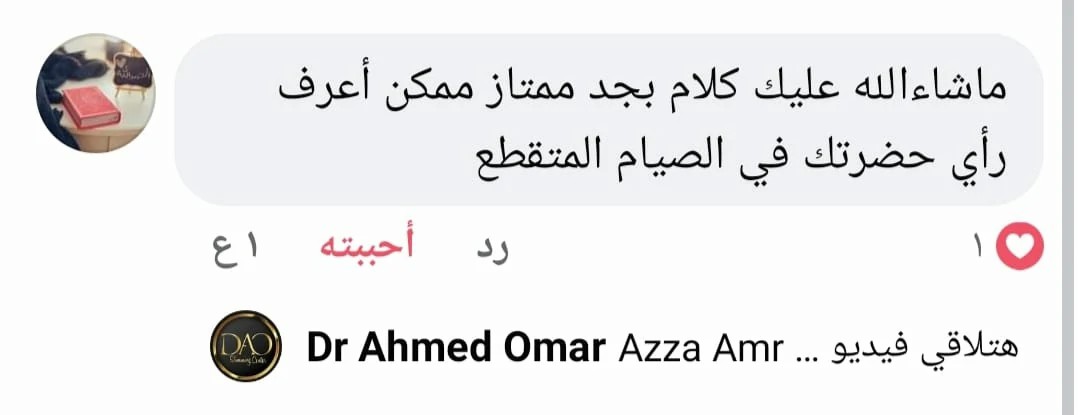 ماشاءالله عليك كلام بجد ممتاز ممكن أعرف
رأي حضرتك في الصيام المتقطع
١ رد أحببته ١ ع
DAO
Dr Ahmed Omar Azza Amr هتلاقي فيديو ...